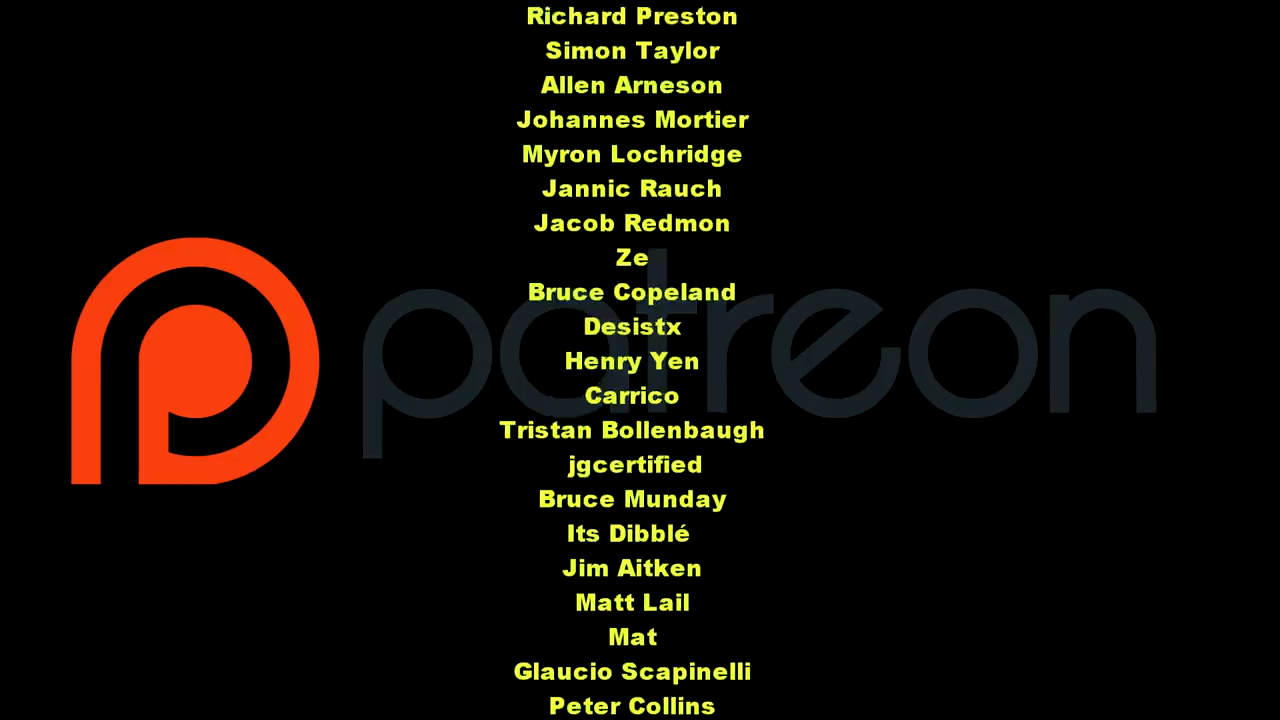 Richard Preston
Simon Taylor
Allen Arneson
Johannes Mortier
Myron Lochridge
Jannic Rauch
Jacob Redmon
Ze
Bruce Copeland
Desistx
Henry Yen
Carrico
Tristan Bollenbaugh
jgcertified
Bruce Munday
Its Dibblé
Jim Aitken
Matt Lail
Mat
Glaucio Scapinelli
Peter Collins
patreon